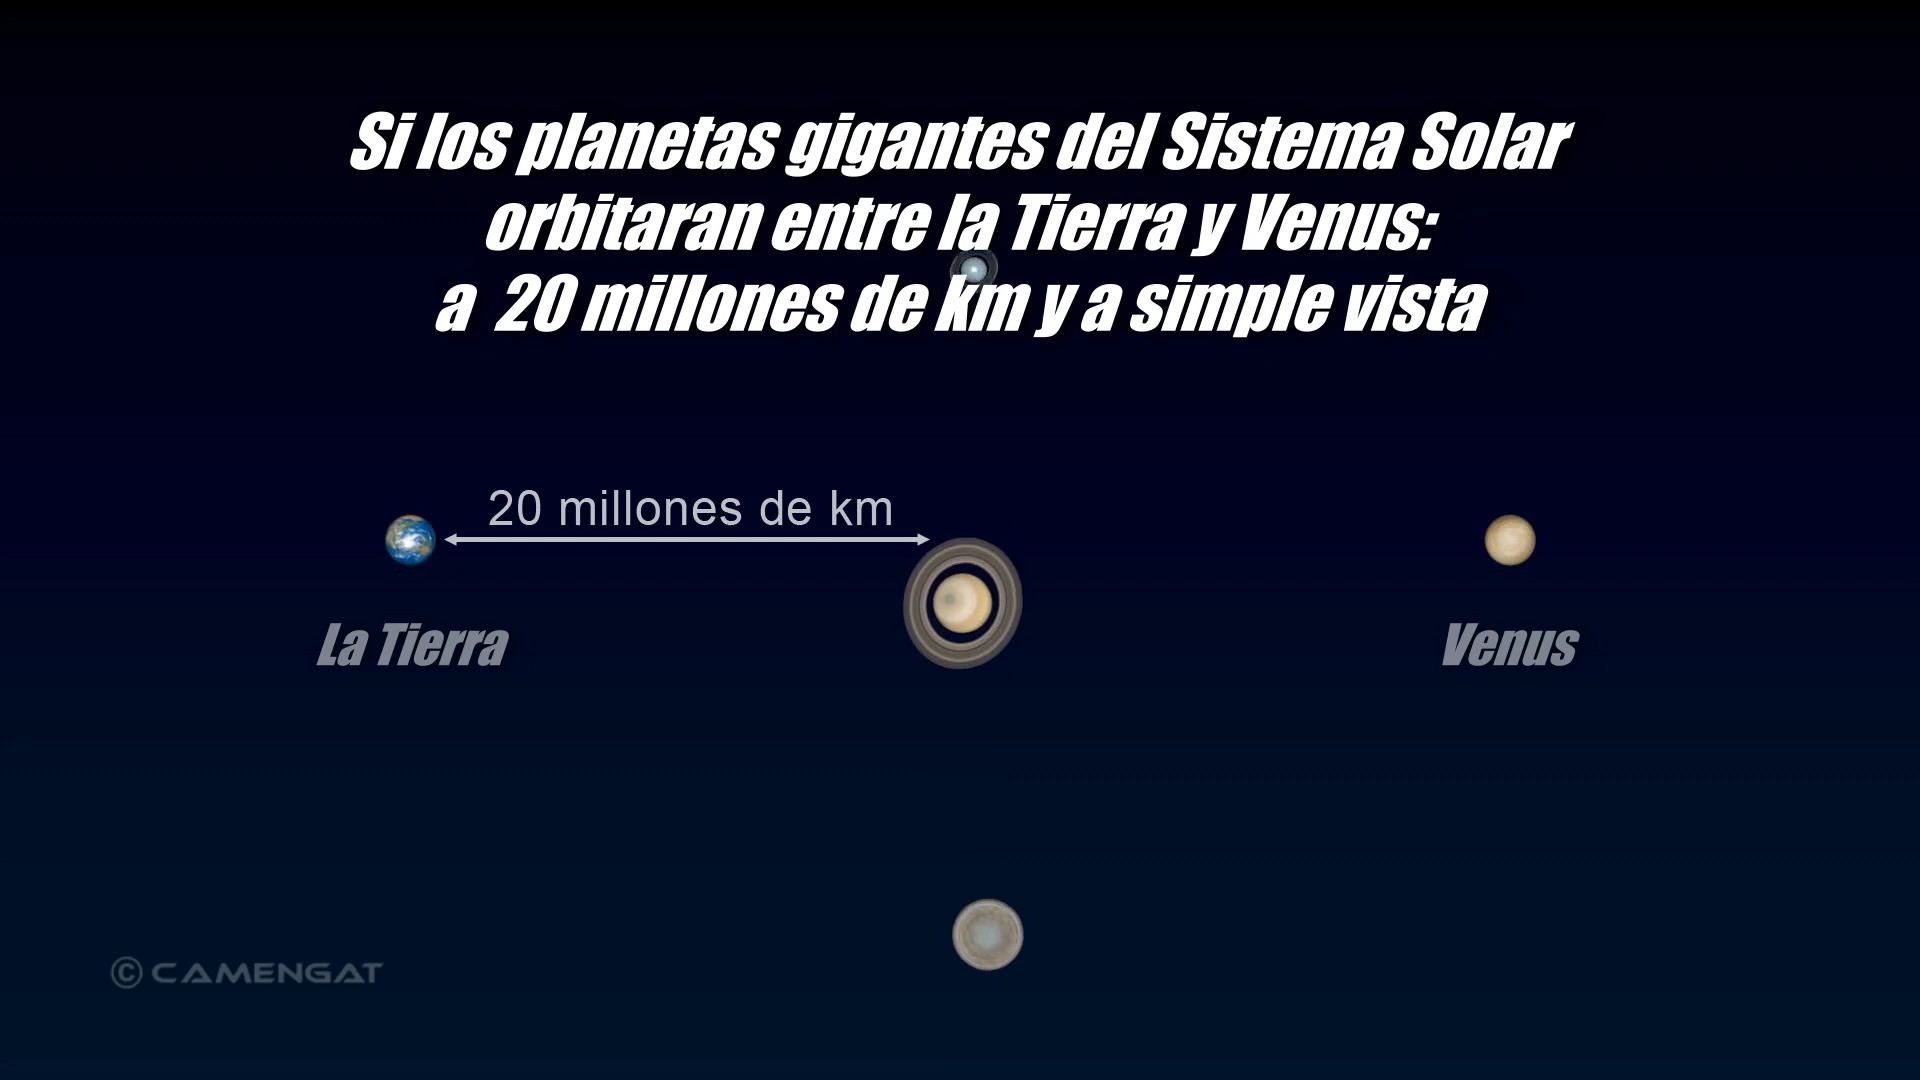 Si los planetas gigantes del Sistema Solar
orbitaran entre la Tierra y Venus:
a 20 millones de km y a simple vista
20 millones de km
La Tierra
Venus
© CAMENGAT